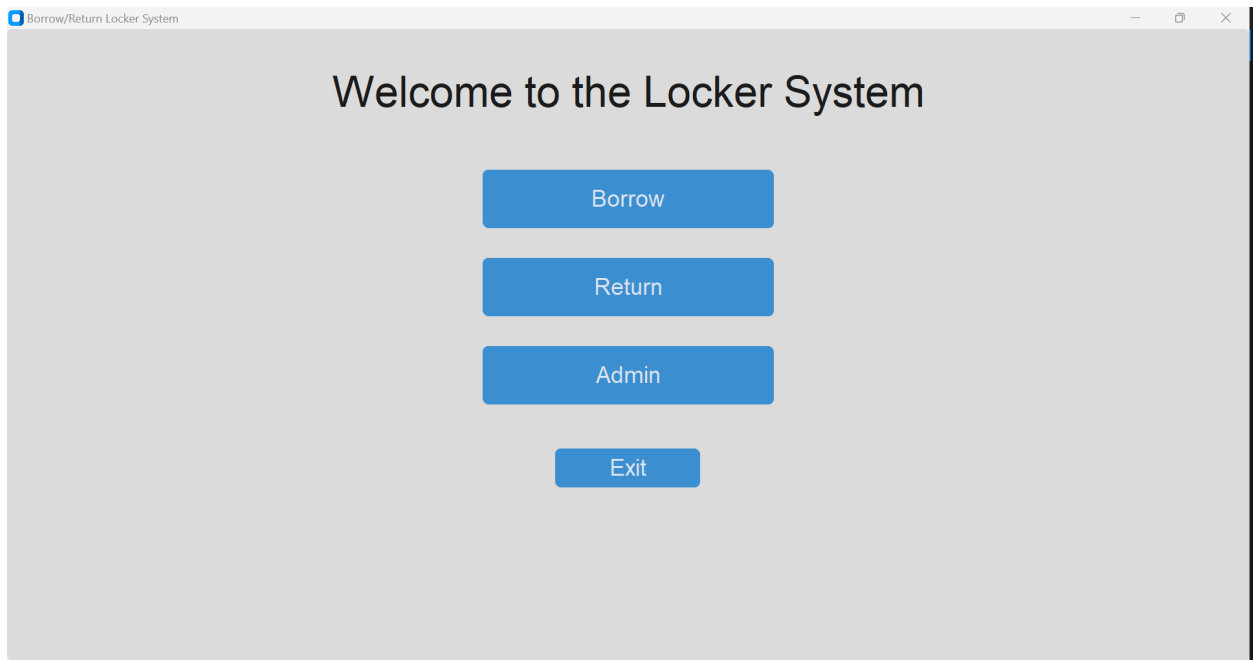 Borrow/Return Locker System
Welcome to the Locker System
Borrow
Return
Admin
Exit